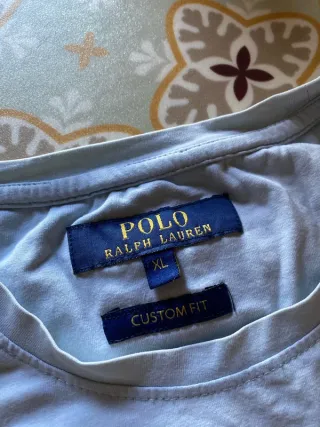 POLO
RALPH LAUREN
XL
CUSTOM FIT